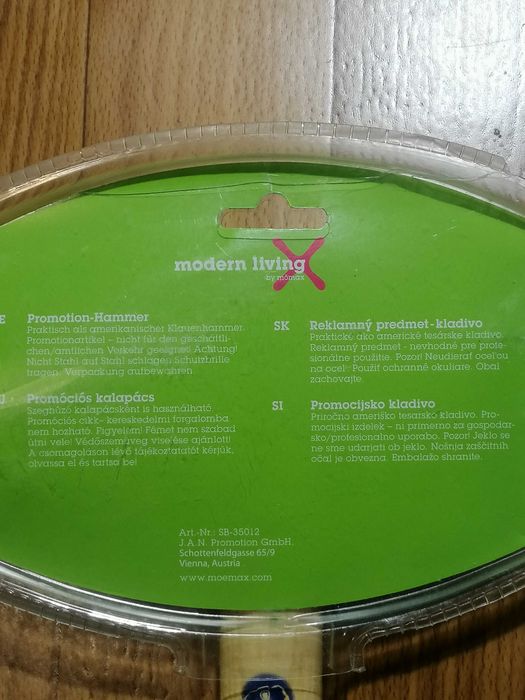 modern living X
by mömax
E Promotion-Hammer
Praktisch als amerikanischer Klauenhammer.
Promotionartikel – nicht für den geschäftli-
chen/amtlichen Verkehr geeignet Achtung!
Nicht Stahl auf Stahl schlagen Schutzbrille
tragen. Verpackung aufbewahren.
Promóciós kalapács
Szeghúzó kalapácsként is használható.
Promóciós cikk- kereskedelmi forgalomba
nem hozható. Figyelem! Fémet nem szabad
ütni vele! Védőszemüveg viselése ajánlott!
A csomagoláson lévő tájékoztatatót kérjük,
olvassa el és tartsa be!
SK Reklamný predmet-kladivo
Praktické ako americké tesárske kladivo.
Reklamný predmet - nevhodné pre profe-
sionálne použitie. Pozor! Neudierať oceľou
na oceľ. Použiť ochranné okuliare. Obal
zachovajte.
SI Promocijsko kladivo
Priročno ameriško tesarsko kladivo. Pro-
mocijski izdelek – ni primerno za gospodar-
sko/profesionalno uporabo. Pozor! Jeklo se
ne sme udarjati ob jeklo. Nošnja zaščitnih
očal je obvezna. Embalažo shranite.
Art.-Nr.: SB-35012
J.A.N. Promotion GmbH.
Schottenfeldgasse 65/9
Vienna, Austria
www.moemax.com